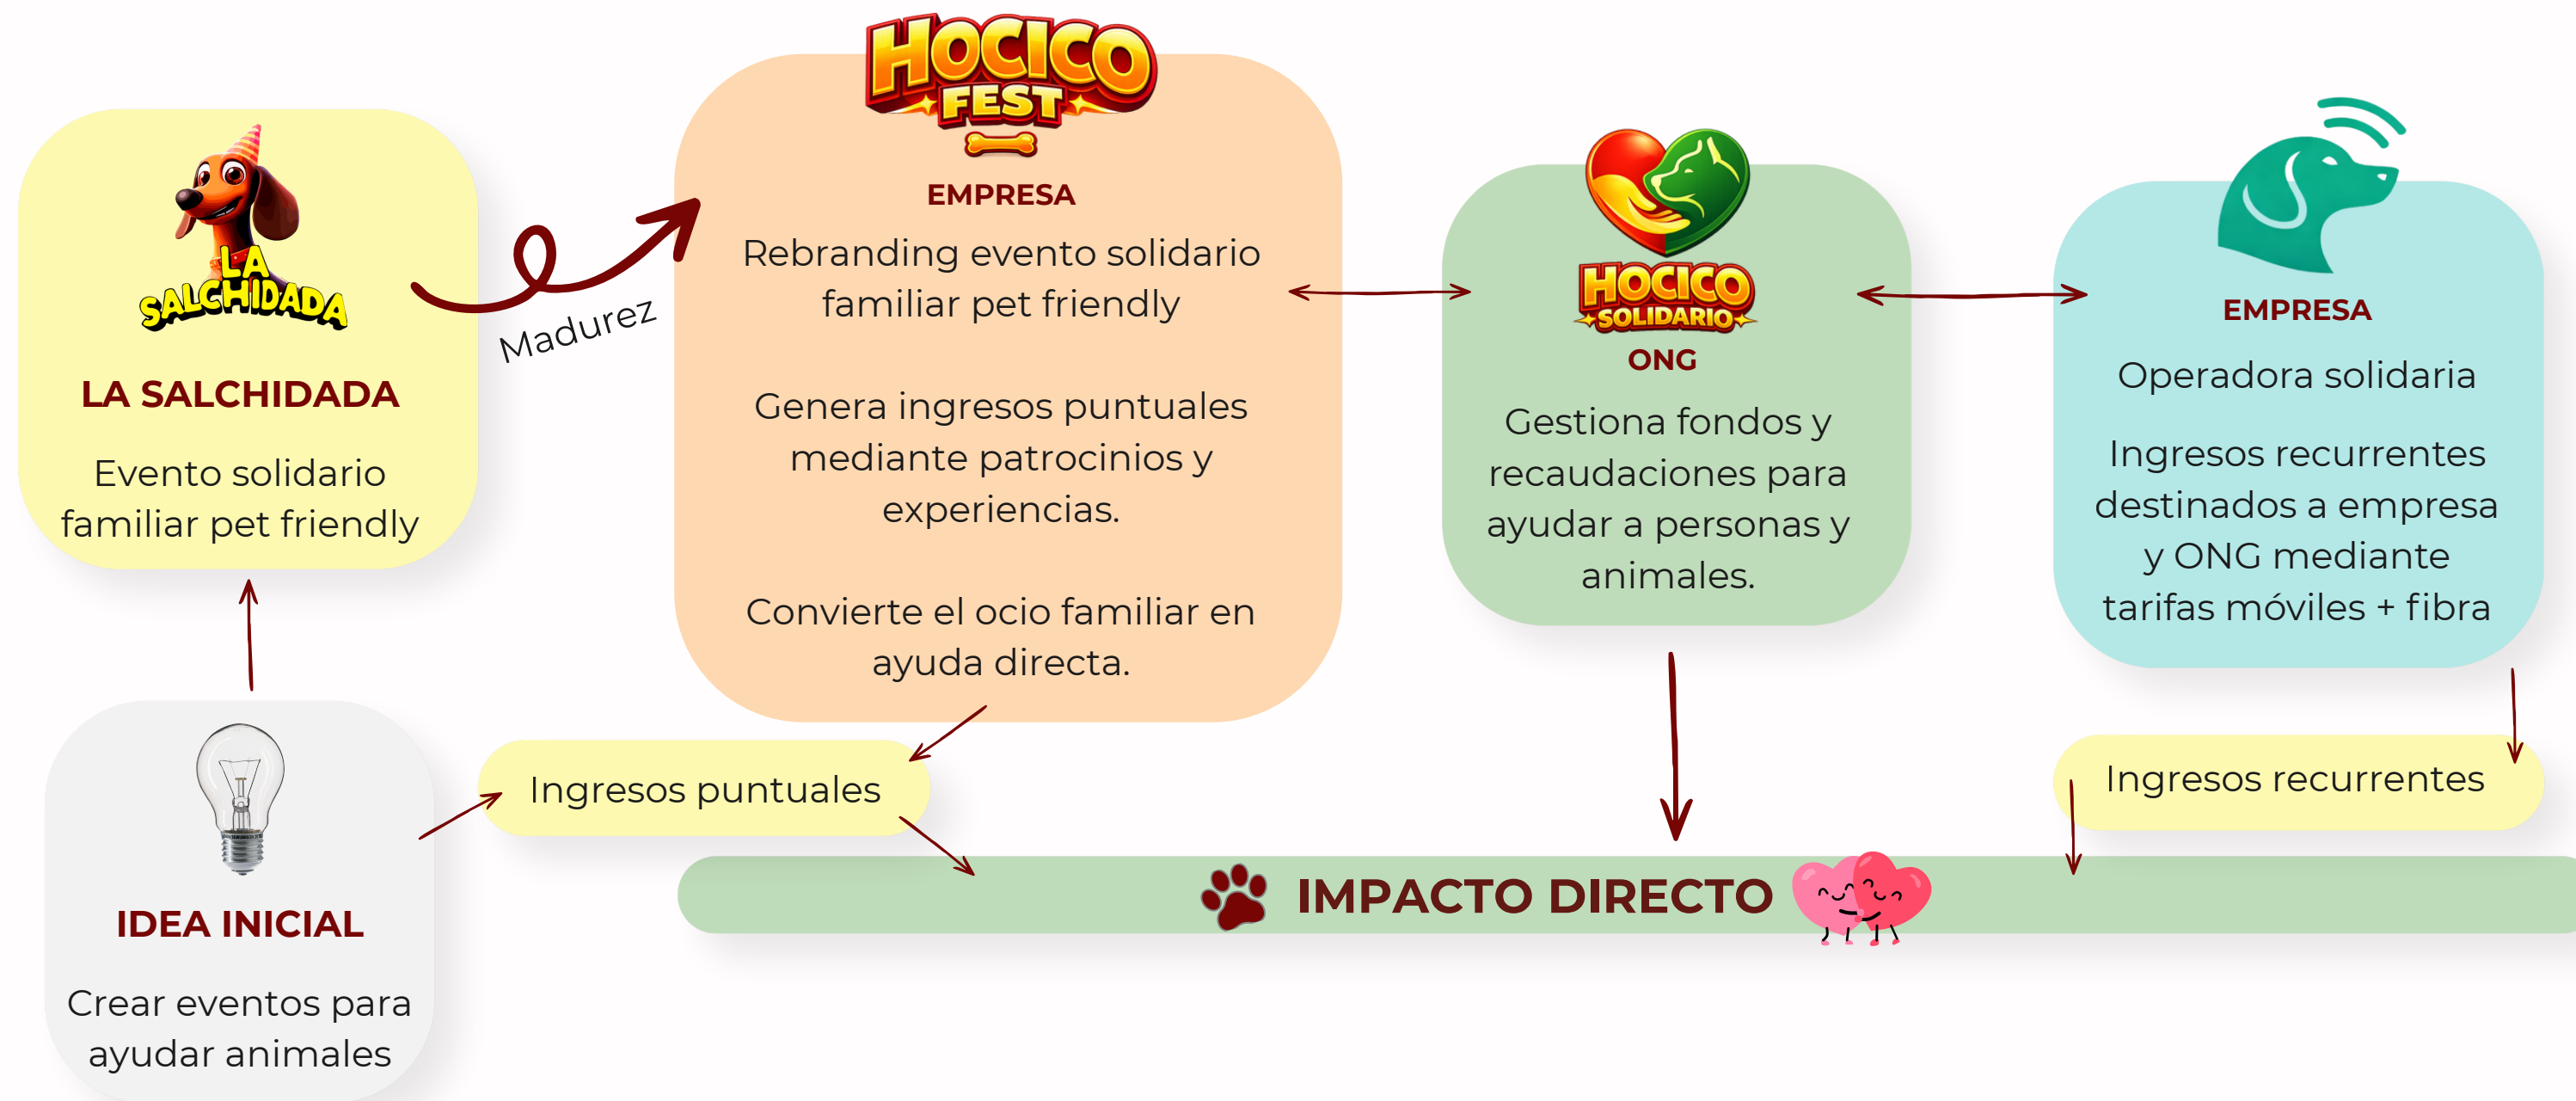 LA
SALCHIDADA
LA SALCHIDADA
Evento solidario
familiar pet friendly
IDEA INICIAL
Crear eventos para
ayudar animales
Madurez
HOCICO
FEST
EMPRESA
Rebranding evento solidario
familiar pet friendly
Genera ingresos puntuales
mediante patrocinios y
experiencias.
Convierte el ocio familiar en
ayuda directa.
Ingresos puntuales
HOCICO
SOLIDARIO
ONG
Gestiona fondos y
recaudaciones para
ayudar a personas y
animales.
EMPRESA
Operadora solidaria
Ingresos recurrentes
destinados a empresa
y ONG mediante
tarifas móviles + fibra
Ingresos recurrentes
IMPACTO DIRECTO